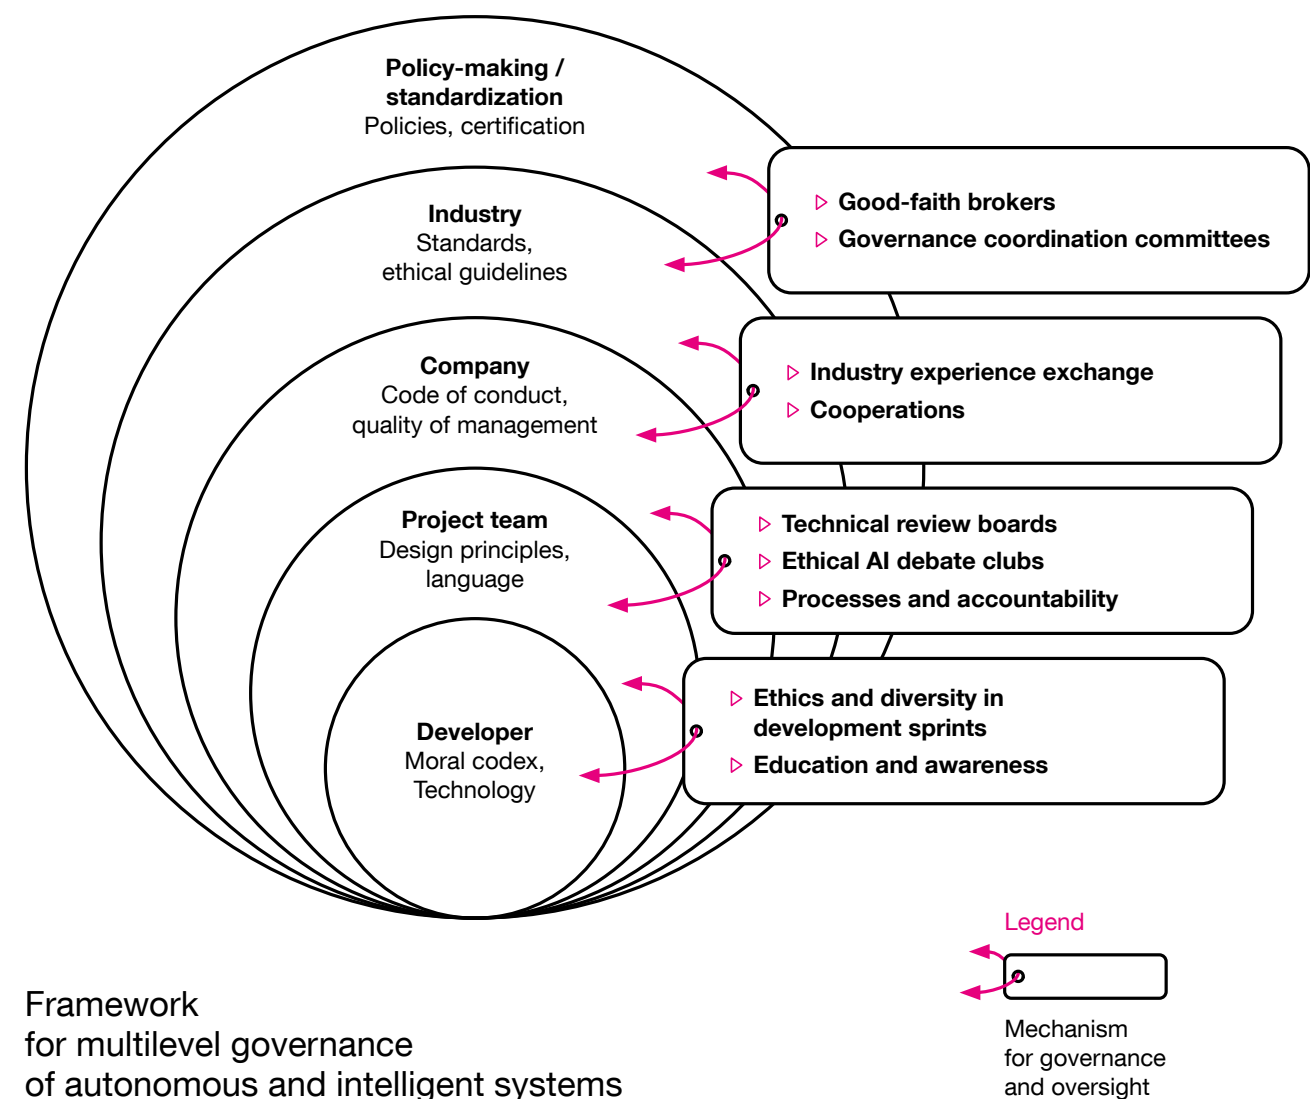 Policy-making /
standardization
Policies, certification
Good-faith brokers
Governance coordination committees
Industry
Standards,
ethical guidelines
Industry experience exchange
Cooperations
Company
Code of conduct,
quality of management
Technical review boards
Ethical AI debate clubs
Processes and accountability
Project team
Design principles,
language
Ethics and diversity in
development sprints
Education and awareness
Developer
Moral codex,
Technology
Legend
Mechanism
for governance
and oversight
Framework
for multilevel governance
of autonomous and intelligent systems